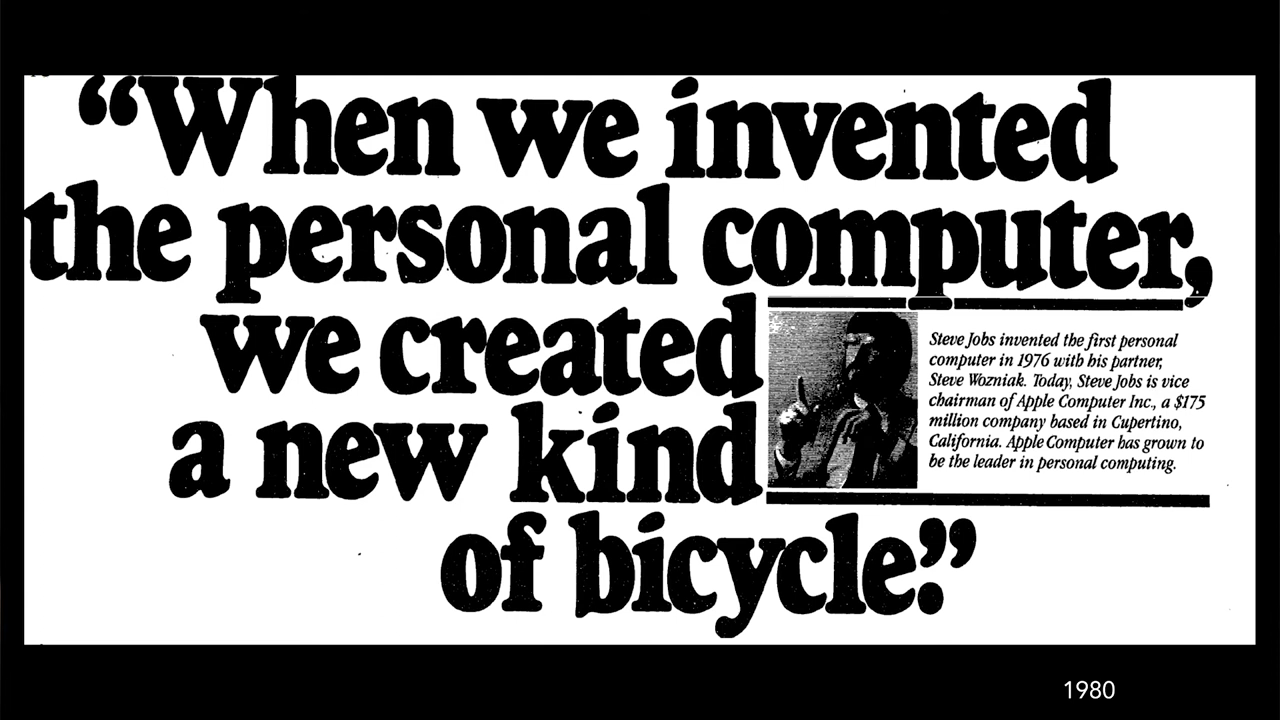 “When we invented
the personal computer,
we created
a new kind
of bicycle.”
Steve Jobs invented the first personal
computer in 1976 with his partner,
Steve Wozniak. Today, Steve Jobs is vice
chairman of Apple Computer Inc., a $175
million company based in Cupertino,
California. Apple Computer has grown to
be the leader in personal computing.
1980